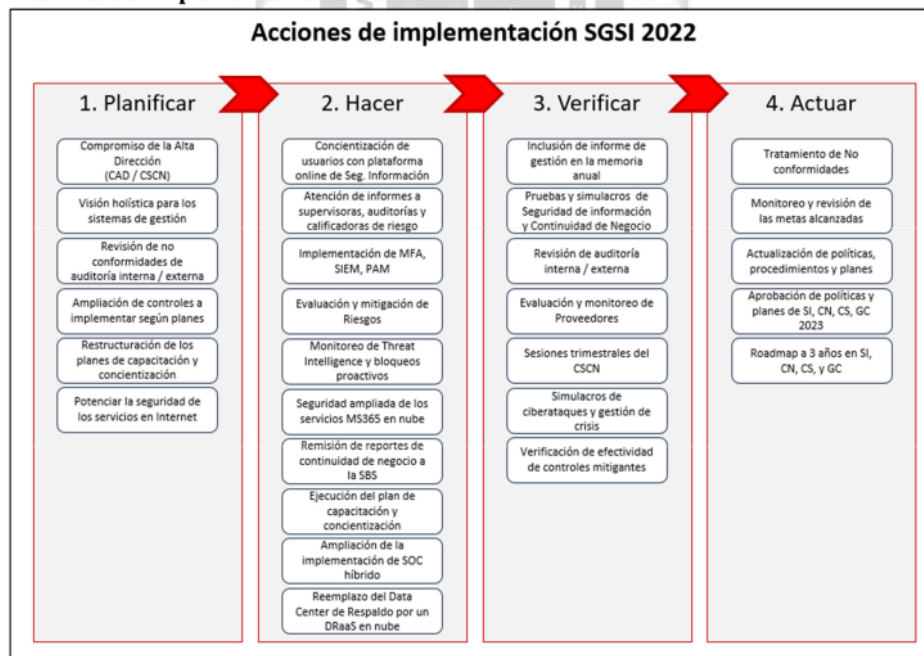 Acciones de implementación SGSI 2022
1. Planificar
Compromiso de la Alta
Dirección
(CAD / CSCN)
Visión holística para los
sistemas de gestión
Revisión de no
conformidades de
auditoría interna / externa
Ampliación de controles a
implementar según planes
Restructuración de los
planes de capacitación y
concientización
Potenciar la seguridad de
los servicios en Internet
2. Hacer
Concientización de
usuarios con plataforma
online de Seg. Información
Atención de informes a
supervisoras, auditorías y
calificadoras de riesgo
Implementación de MFA,
SIEM, PAM
Evaluación y mitigación de
Riesgos
Monitoreo de Threat
Intelligence y bloqueos
proactivos
Seguridad ampliada de los
servicios MS365 en nube
Remisión de reportes de
continuidad de negocio a
la SBS
Ejecución del plan de
capacitación y
concientización
Ampliación de la
implementación de SOC
híbrido
Reemplazo del Data
Center de Respaldo por un
DRaaS en nube
3. Verificar
Inclusión de informe de
gestión en la memoria
anual
Pruebas y simulacros de
Seguridad de información
y Continuidad de Negocio
Revisión de auditoría
interna / externa
Evaluación y monitoreo de
Proveedores
Sesiones trimestrales del
CSCN
Simulacros de
ciberataques y gestión de
crisis
Verificación de efectividad
de controles mitigantes
4. Actuar
Tratamiento de No
conformidades
Monitoreo y revisión de
las metas alcanzadas
Actualización de políticas,
procedimientos y planes
Aprobación de políticas y
planes de SI, CN, CS, GC
2023
Roadmap a 3 años en SI,
CN, CS, y GC